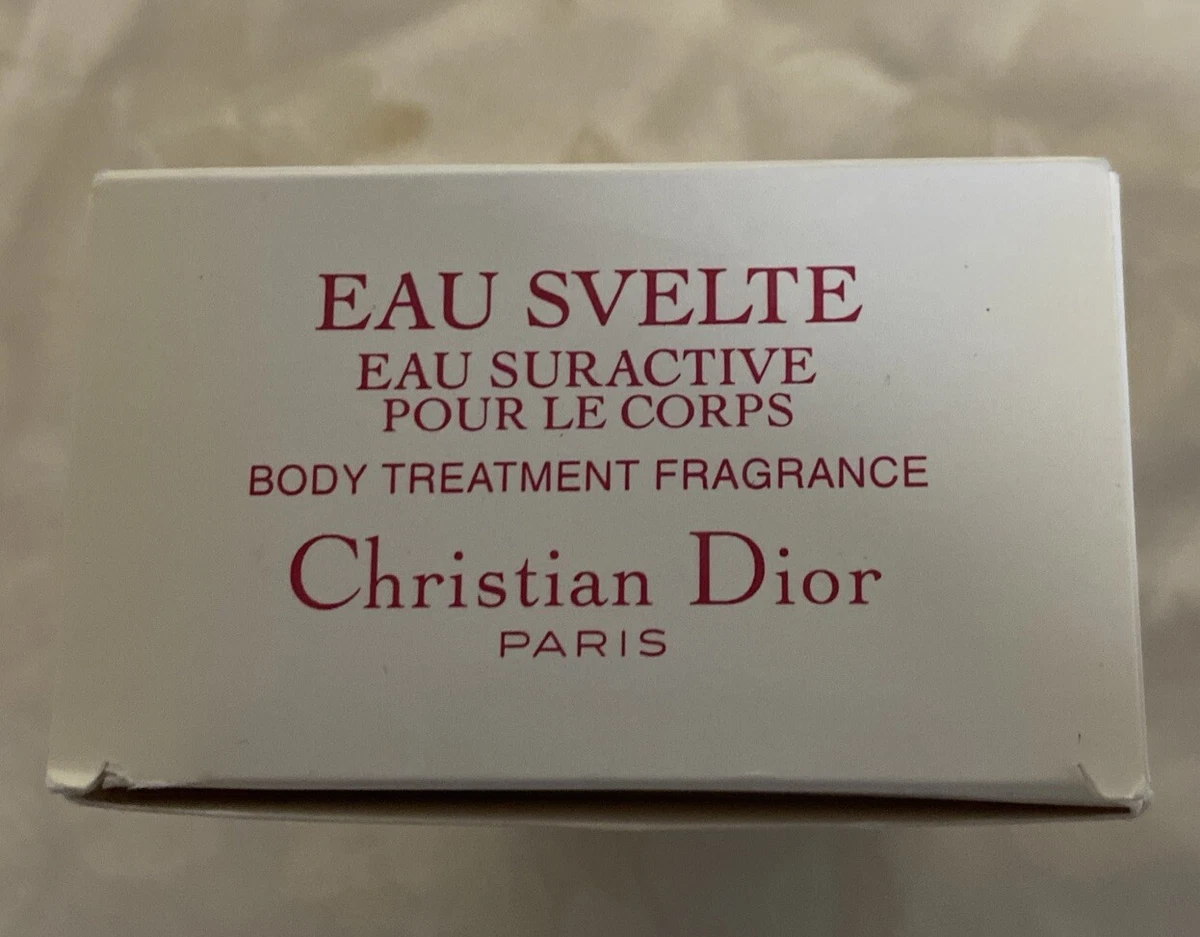 EAU SVELTE
EAU SURACTIVE
POUR LE CORPS
BODY TREATMENT FRAGRANCE
Christian Dior
PARIS